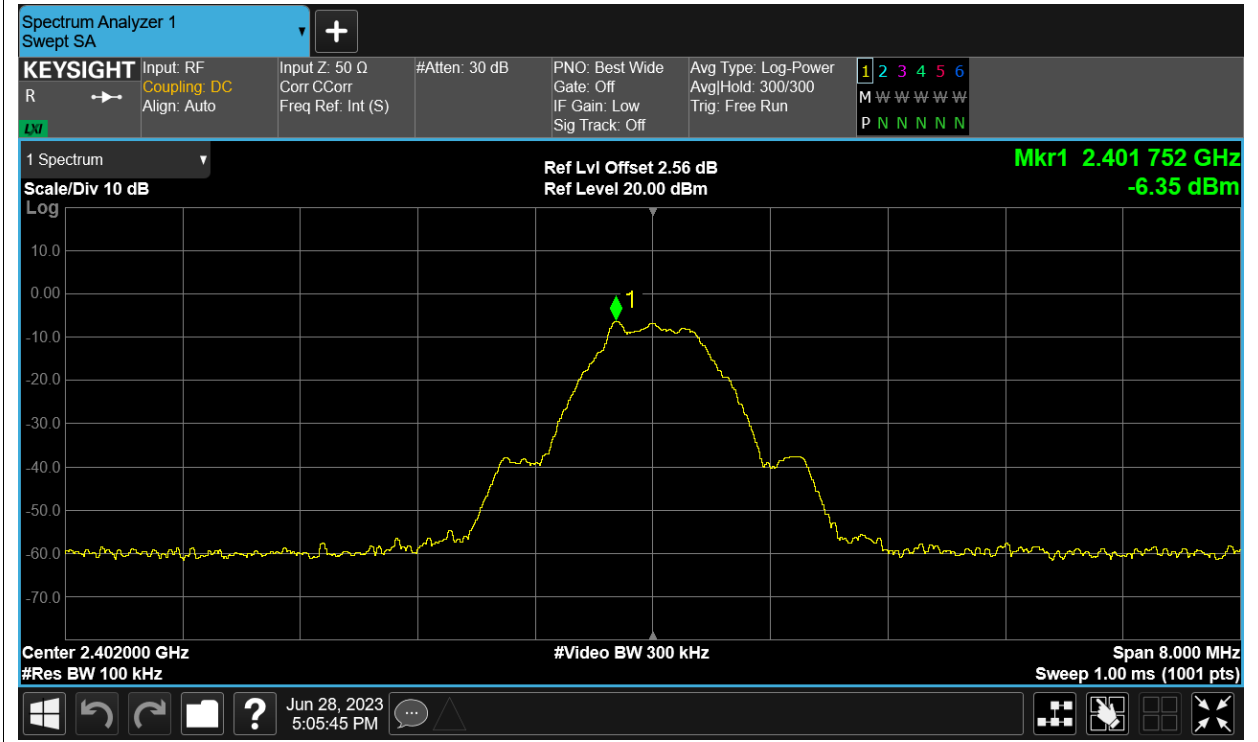 Spectrum Analyzer 1
Swept SA
KEYSIGHT
R
LXI
Input: RF
Coupling: DC
Align: Auto
Input Z: 50 Ω
Corr CCorr
Freq Ref: Int (S)
#Atten: 30 dB
PNO: Best Wide
Gate: Off
IF Gain: Low
Sig Track: Off
Avg Type: Log-Power
Avg|Hold: 300/300
Trig: Free Run
1 2 3 4 5 6
M W W W W W
P N N N N N
1 Spectrum
Scale/Div 10 dB
Log
Ref Lvl Offset 2.56 dB
Ref Level 20.00 dBm
Mkr1 2.401 752 GHz
-6.35 dBm
10.0
0.00
1
-10.0
-20.0
-30.0
-40.0
-50.0
-60.0
-70.0
Center 2.402000 GHz
#Video BW 300 kHz
Span 8.000 MHz
#Res BW 100 kHz
Sweep 1.00 ms (1001 pts)
?
Jun 28, 2023
5:05:45 PM